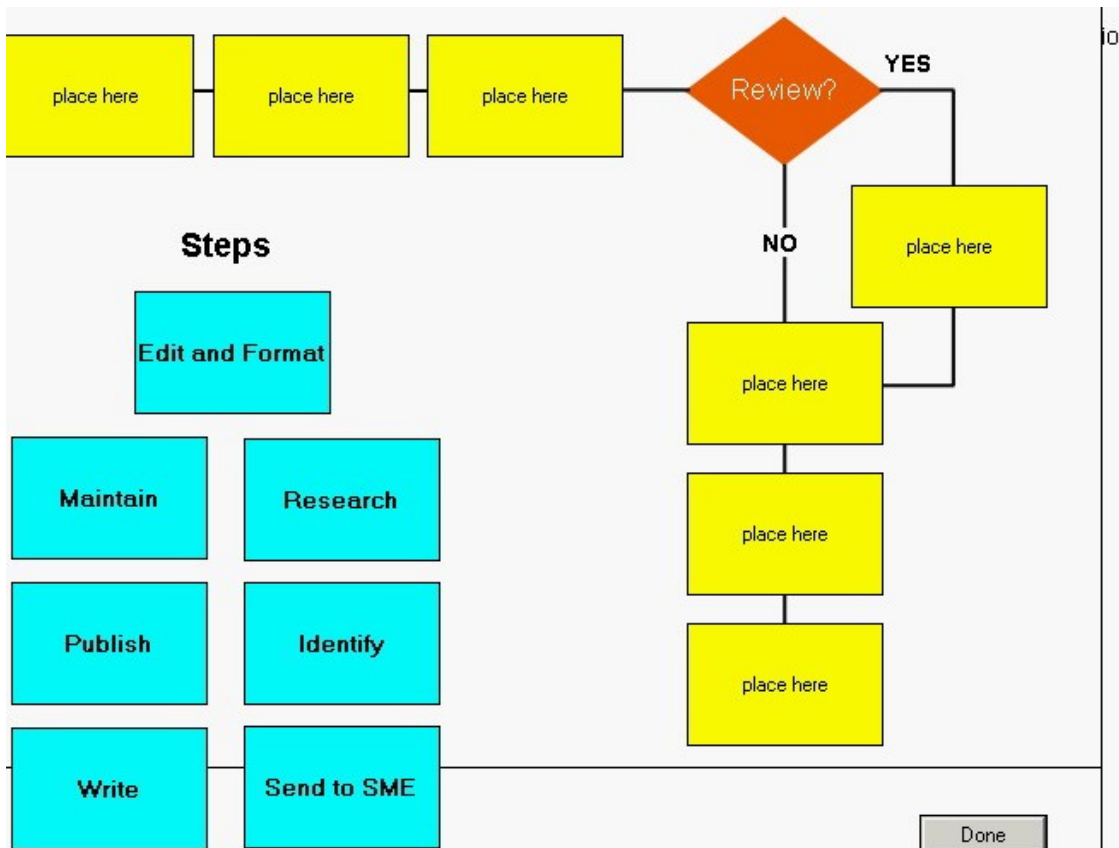 place here
place here
place here
Review?
YES
io
NO
place here
Steps
Edit and Format
place here
Maintain
Research
place here
Publish
Identify
place here
Write
Send to SME
Done